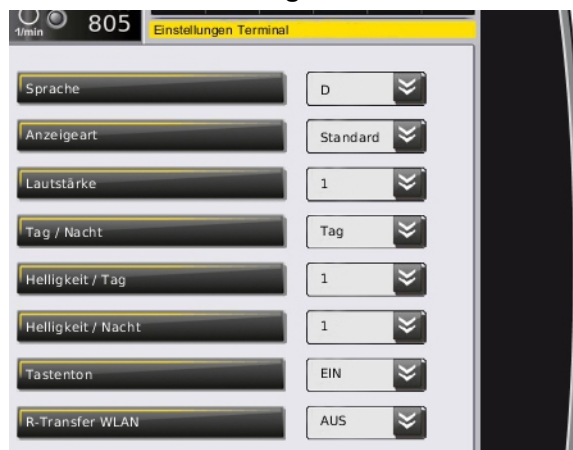 1/min 805
Einstellungen Terminal
Sprache D
Anzeigeart Standard
Lautstärke 1
Tag / Nacht Tag
Helligkeit / Tag 1
Helligkeit / Nacht 1
Tastenton EIN
R-Transfer WLAN AUS